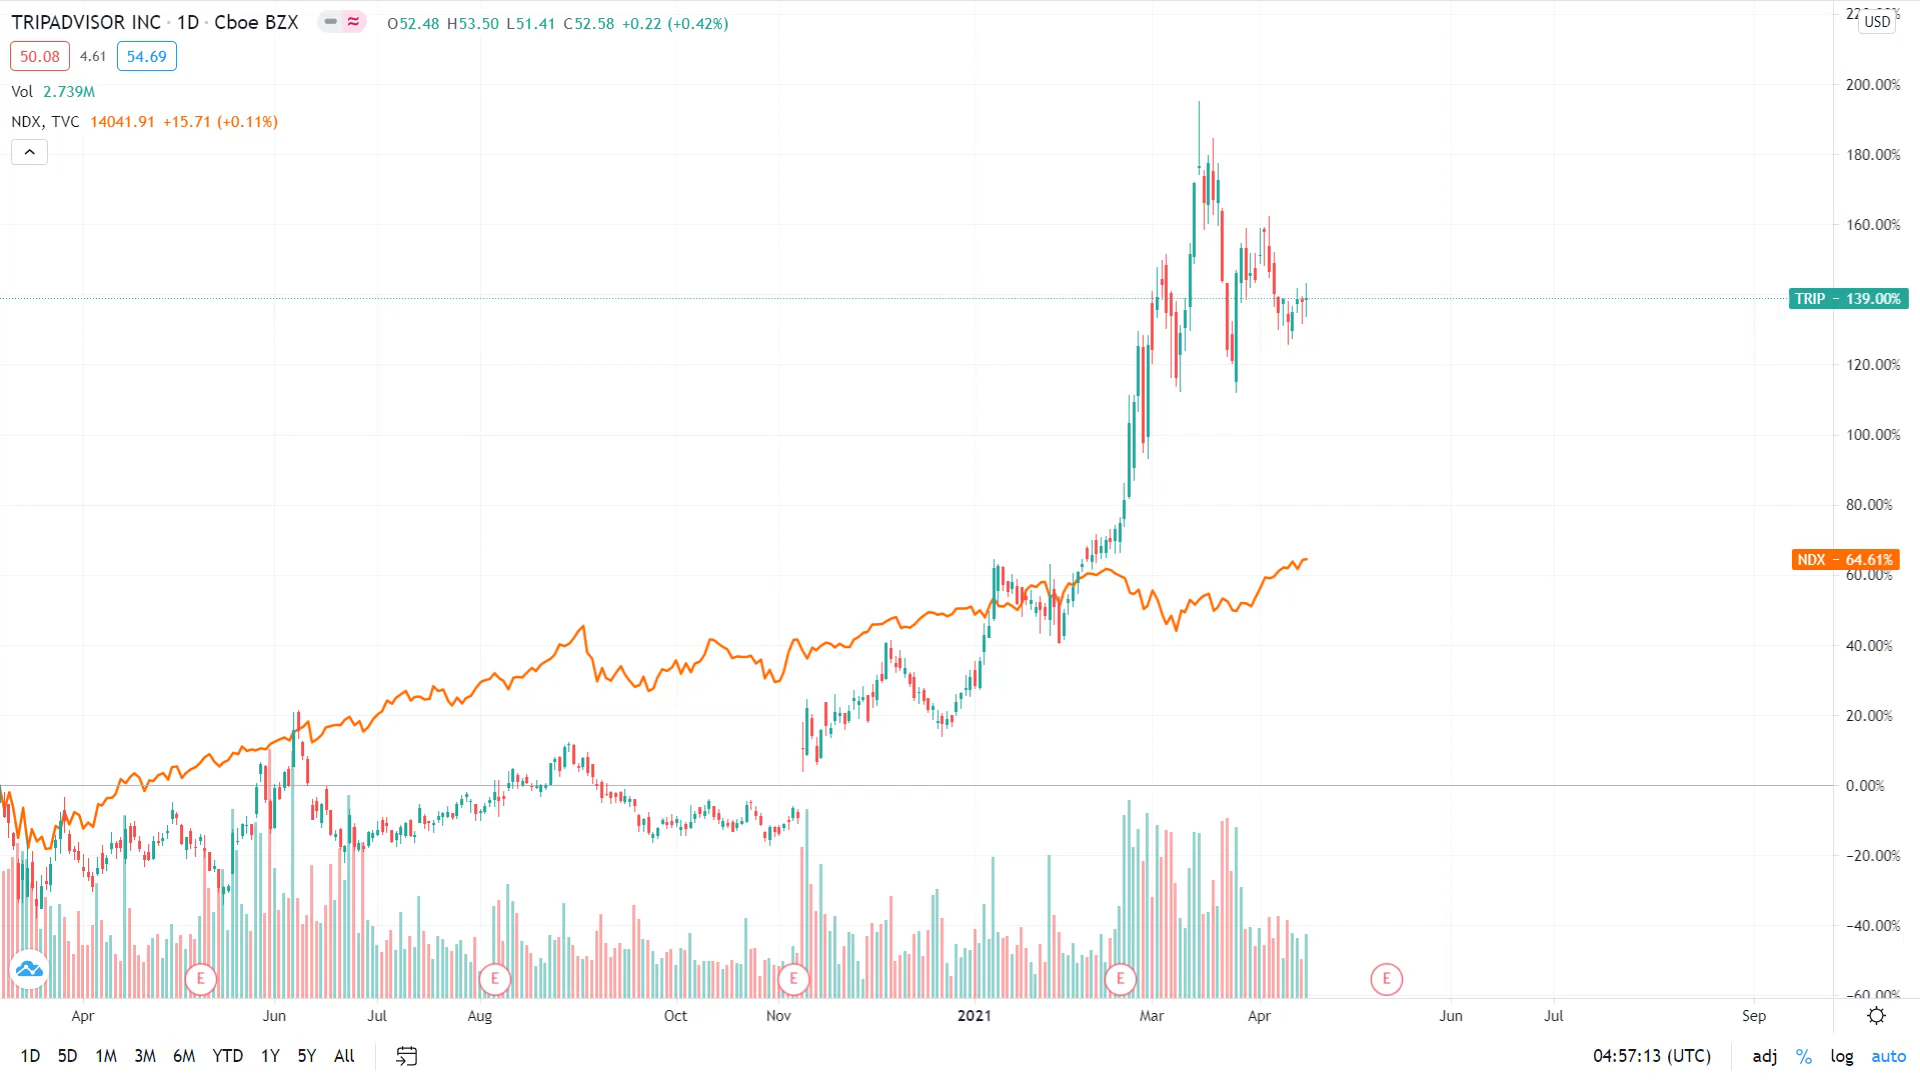 TRIPADVISOR INC · 1D · Cboe BZX O52.48 H53.50 L51.41 C52.58 +0.22 (+0.42%)
50.08 4.61 54.69
Vol 2.739M
NDX, TVC 14041.91 +15.71 (+0.11%)
USD
200.00%
180.00%
160.00%
TRIP − 139.00%
120.00%
100.00%
80.00%
NDX − 64.61%
60.00%
40.00%
20.00%
0.00%
−20.00%
−40.00%
−60.00%
E E E E E
Apr Jun Jul Aug Oct Nov 2021 Mar Apr Jun Jul Sep
1D 5D 1M 3M 6M YTD 1Y 5Y All 04:57:13 (UTC) adj % log auto